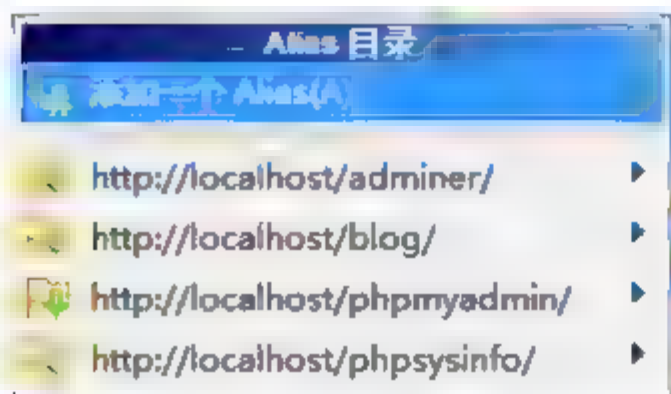 Alias 目录
添加一个 Alias(A)
http://localhost/adminer/
http://localhost/blog/
http://localhost/phpmyadmin/
http://localhost/phpsysinfo/